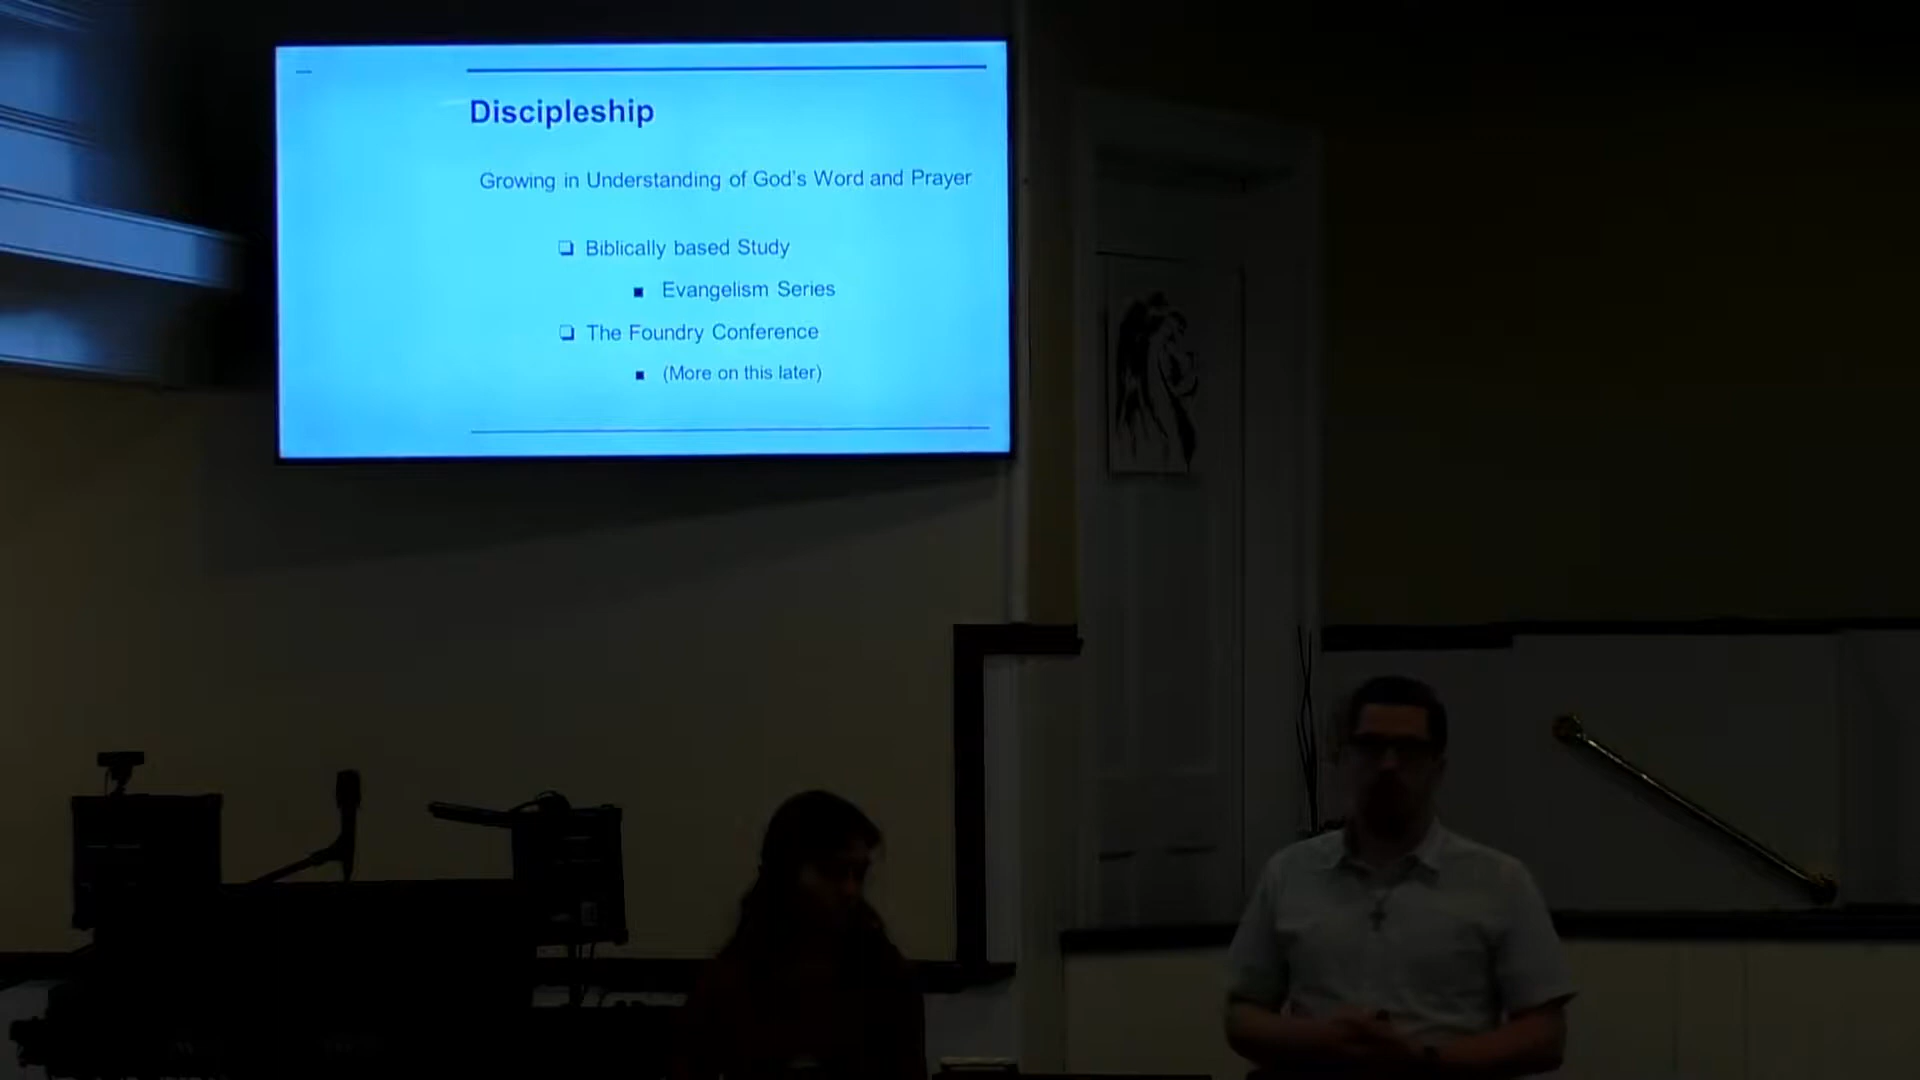 Discipleship
Growing in Understanding of God's Word and Prayer
Biblically based Study
Evangelism Series
The Foundry Conference
(More on this later)